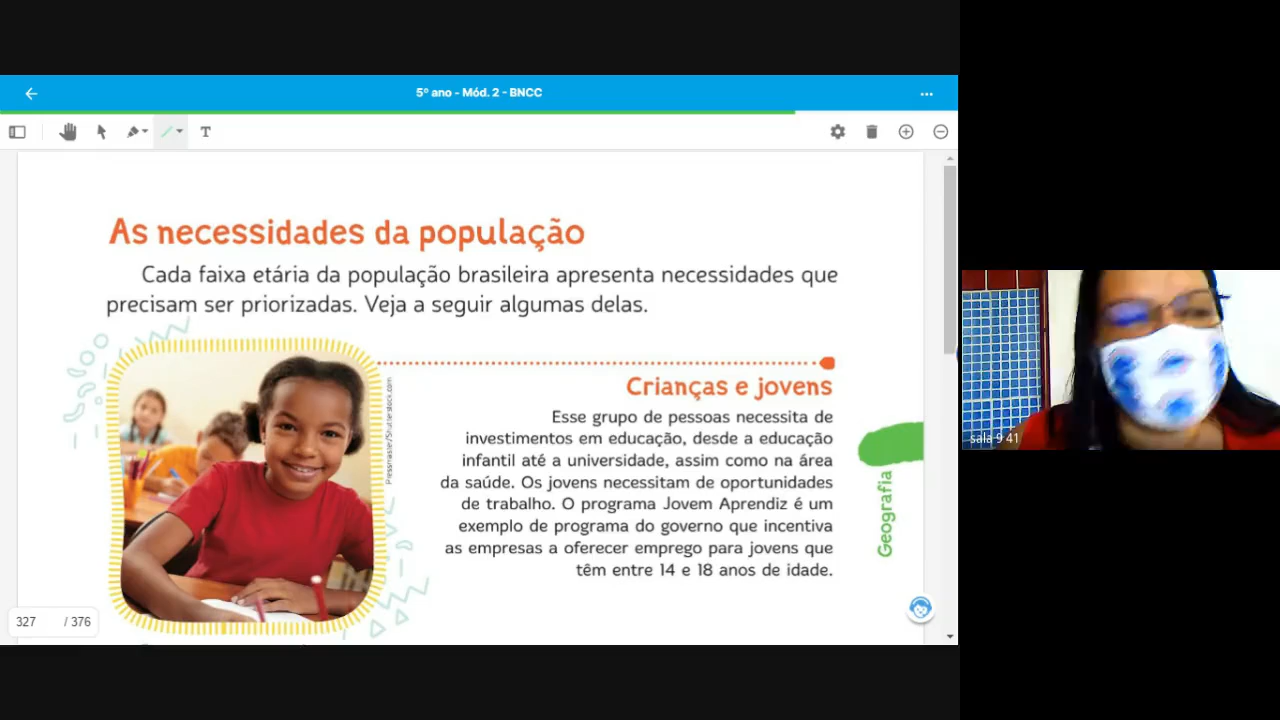 5º ano - Mód. 2 - BNCC
T
As necessidades da população
Cada faixa etária da população brasileira apresenta necessidades que
precisam ser priorizadas. Veja a seguir algumas delas.
Pressmaster/Shutterstock.com
Crianças e jovens
Esse grupo de pessoas necessita de
investimentos em educação, desde a educação
infantil até a universidade, assim como na área
da saúde. Os jovens necessitam de oportunidades
de trabalho. O programa Jovem Aprendiz é um
exemplo de programa do governo que incentiva
as empresas a oferecer emprego para jovens que
têm entre 14 e 18 anos de idade.
Geografia
327 / 376
sala 9 41